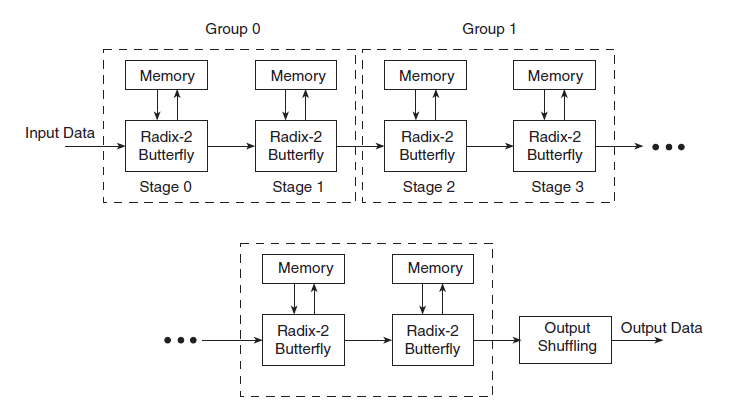 Group 0
Group 1
Memory
Memory
Memory
Memory
Input Data
Radix-2
Butterfly
Radix-2
Butterfly
Radix-2
Butterfly
Radix-2
Butterfly
Stage 0
Stage 1
Stage 2
Stage 3
Memory
Memory
Radix-2
Butterfly
Radix-2
Butterfly
Output
Shuffling
Output Data